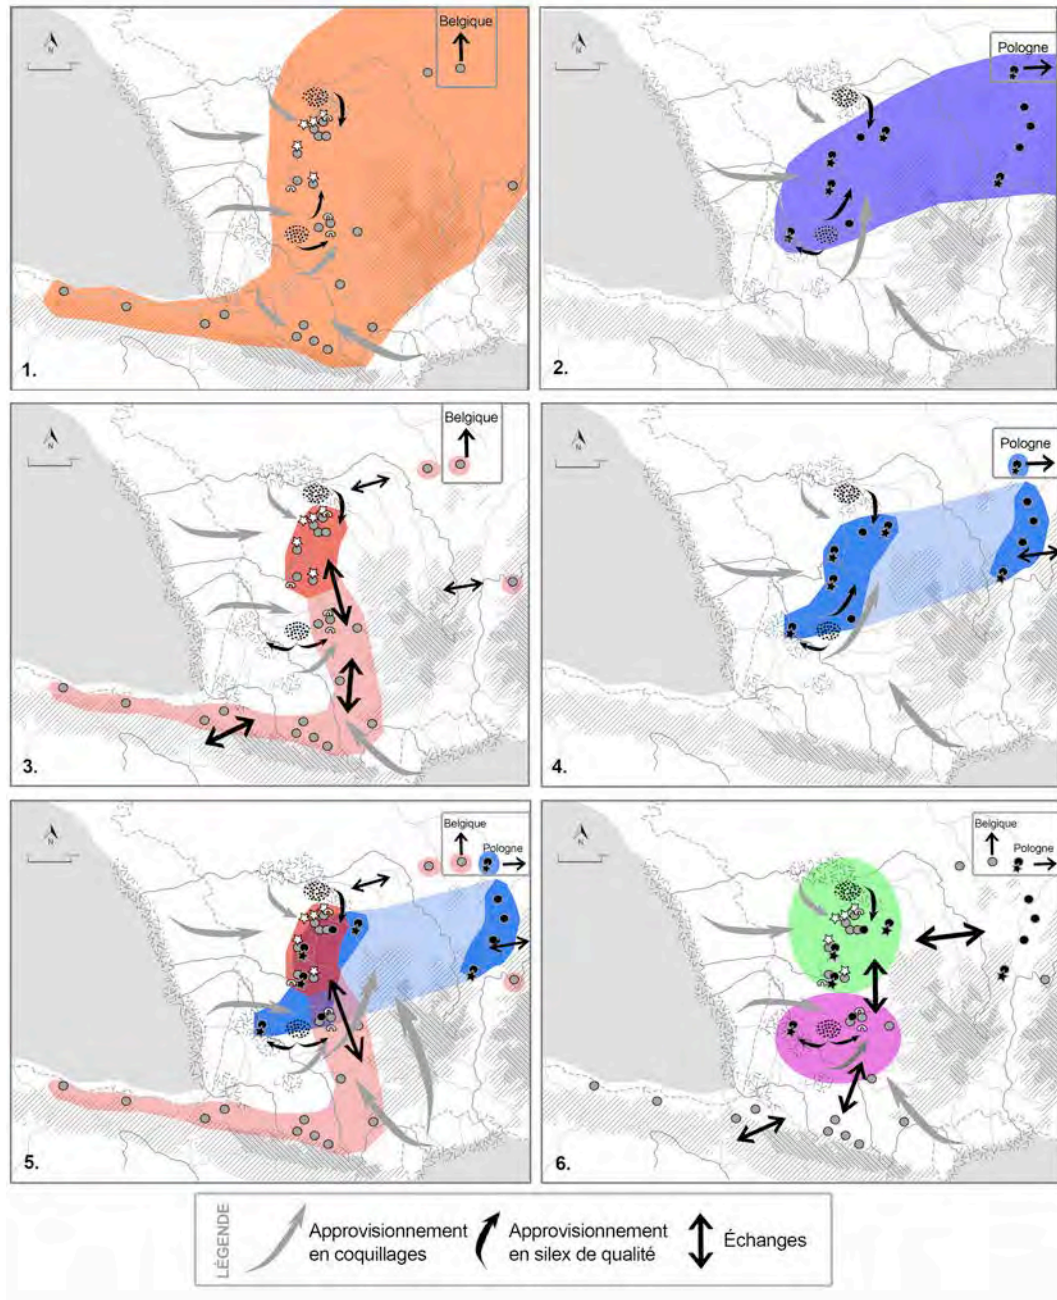 Belgique
N
1.
Pologne
N
2.
Belgique
N
3.
Pologne
N
4.
Belgique
Pologne
N
5.
Belgique
Pologne
N
6.
LÉGENDE
Approvisionnement
en coquillages
Approvisionnement
en silex de qualité
Échanges